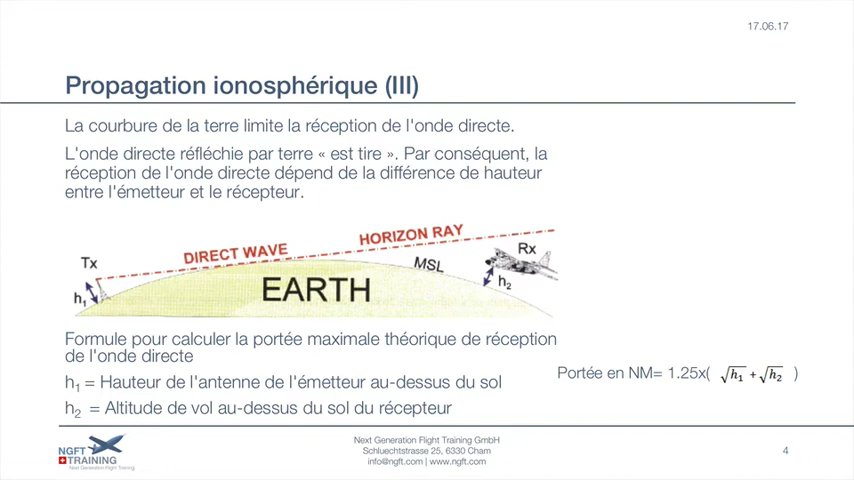 17.06.17
Propagation ionosphérique (III)
La courbure de la terre limite la réception de l'onde directe.
L'onde directe réfléchie par terre « est tire ». Par conséquent, la
réception de l'onde directe dépend de la différence de hauteur
entre l'émetteur et le récepteur.
Tx
DIRECT WAVE
HORIZON RAY
Rx
MSL
h₁
h₂
EARTH
Formule pour calculer la portée maximale théorique de réception
de l'onde directe
h₁ = Hauteur de l'antenne de l'émetteur au-dessus du sol
Portée en NM= 1.25x( √h₁ + √h₂ )
h₂ = Altitude de vol au-dessus du sol du récepteur
NGFT
TRAINING
Next Generation Flight Training
Next Generation Flight Training GmbH
Schluechtstrasse 25, 6330 Cham
info@ngft.com | www.ngft.com
4